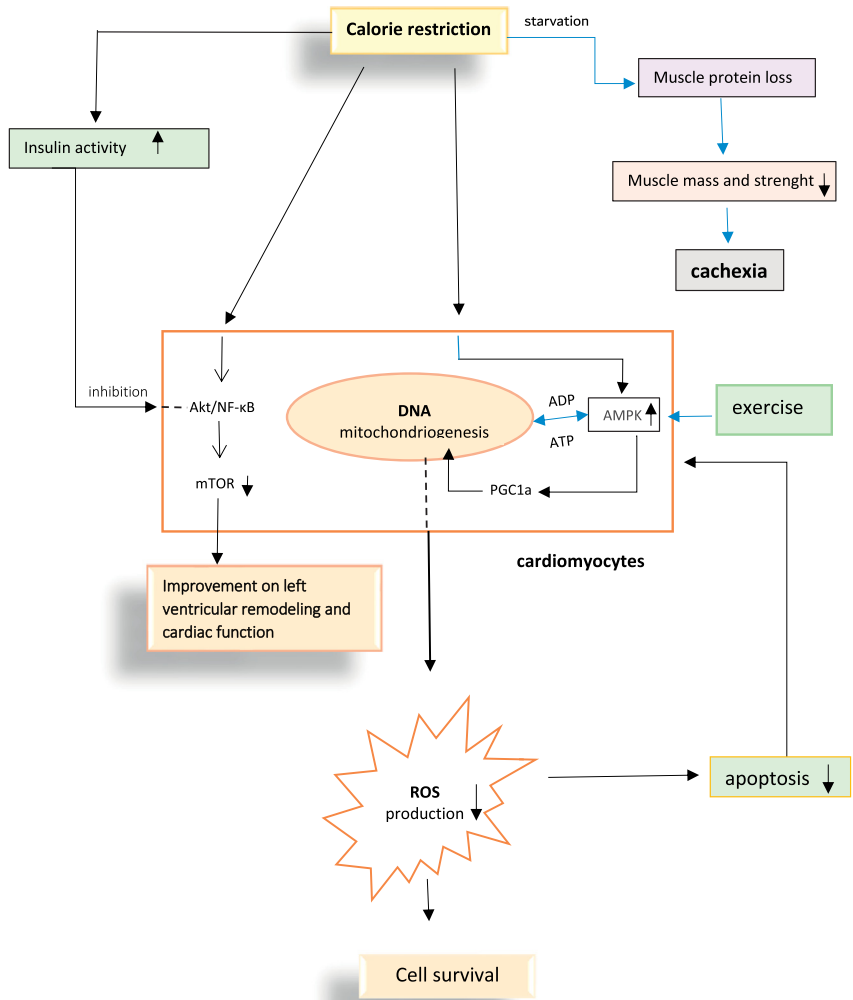 Calorie restriction
starvation
Muscle protein loss
Insulin activity
Muscle mass and strenght
cachexia
inhibition
Akt/NF-κB
DNA
mitochondriogenesis
ADP
ATP
AMPK
exercise
mTOR
PGC1a
cardiomyocytes
Improvement on left
ventricular remodeling and
cardiac function
ROS
production
apoptosis
Cell survival